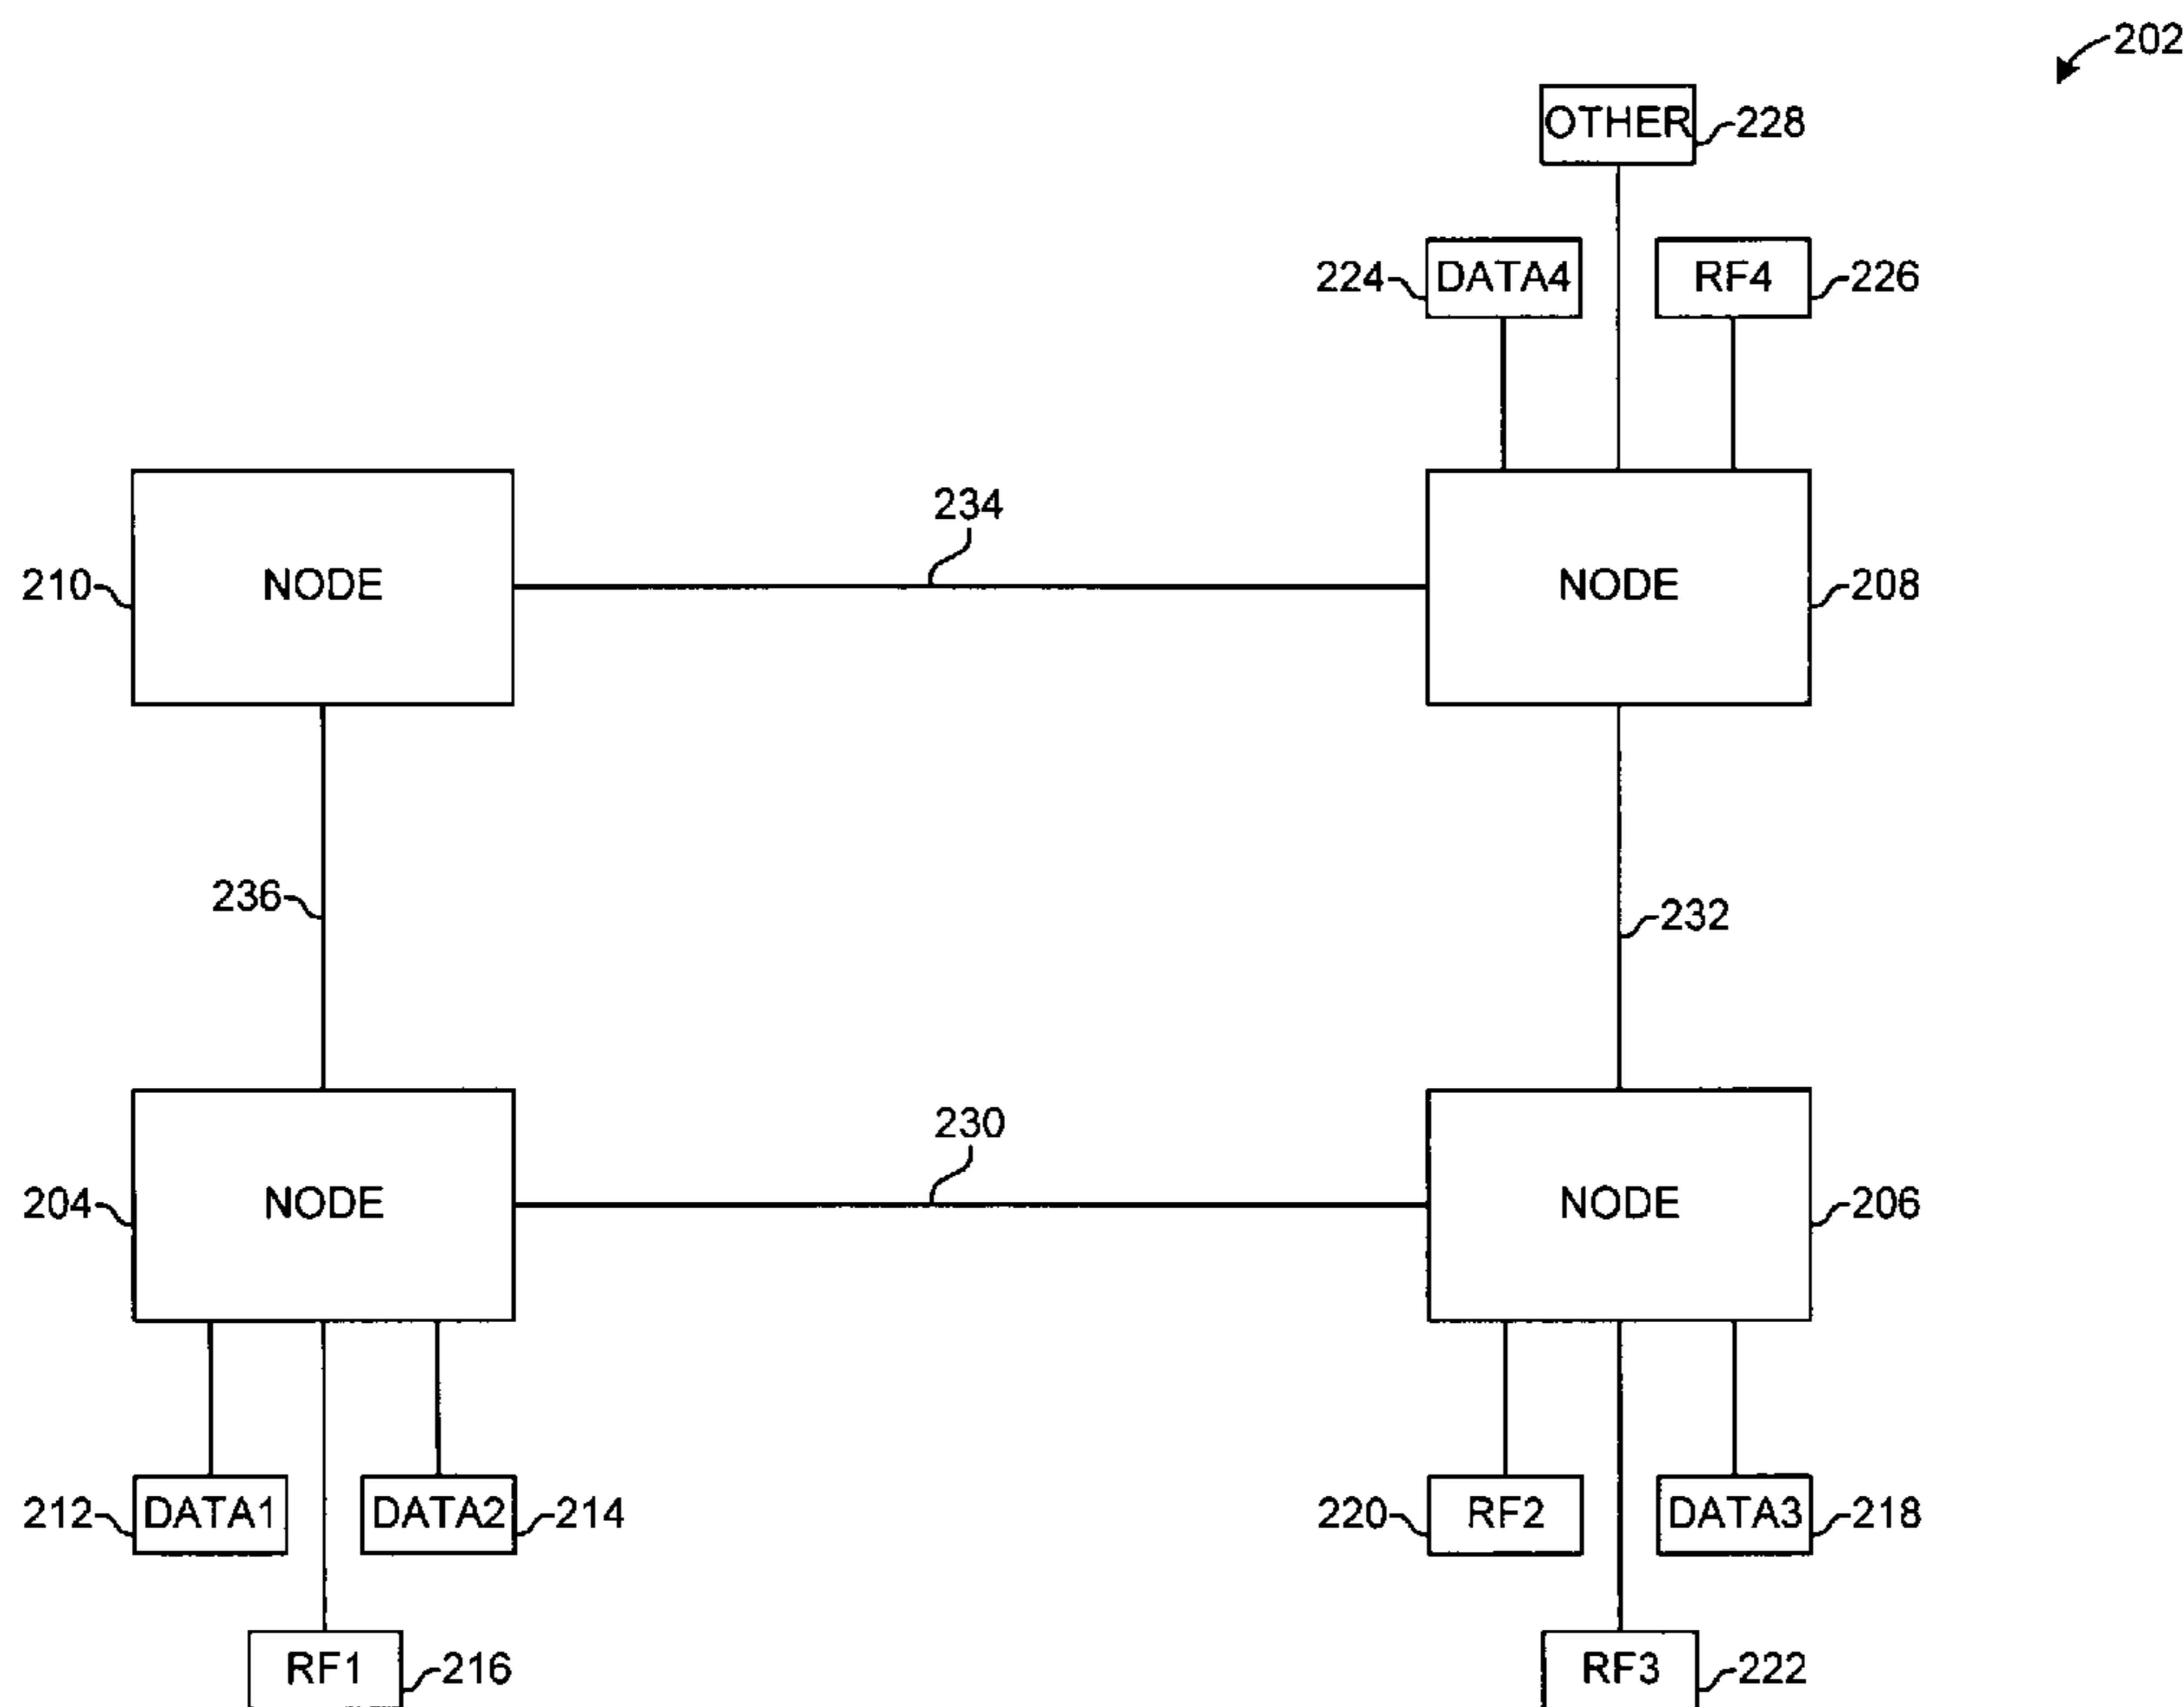 202
OTHER 228
224 DATA4 RF4 226
234
210 NODE NODE 208
236 232
230
204 NODE NODE 206
212 DATA1 DATA2 214 220 RF2 DATA3 218
RF1 216 RF3 222